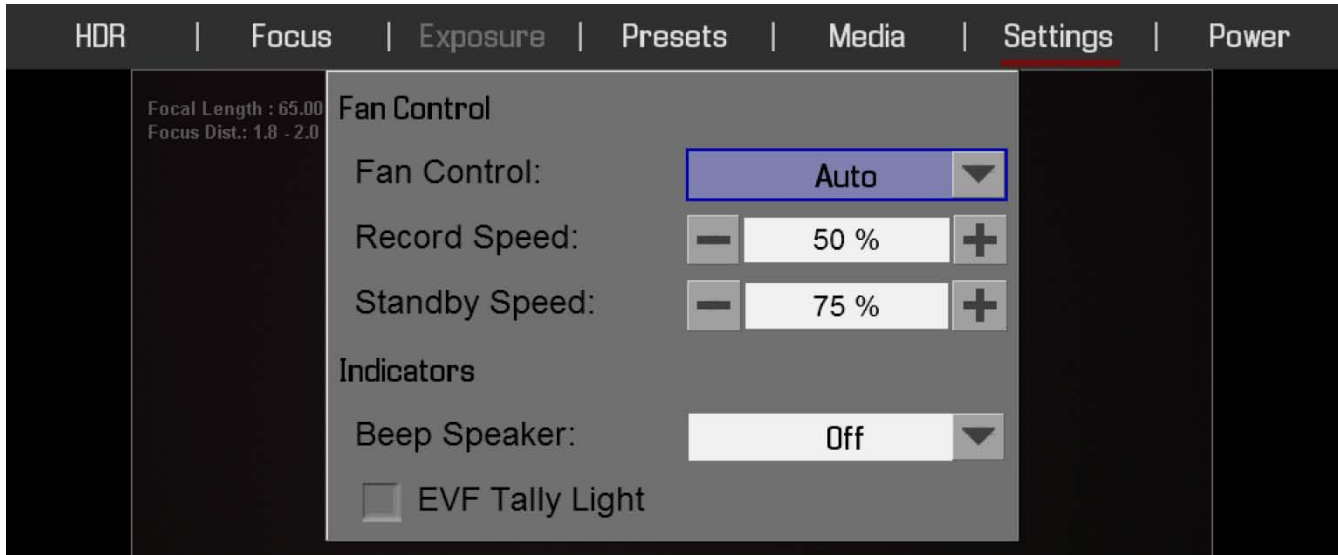 HDR | Focus | Exposure | Presets | Media | Settings | Power
Focal Length : 65.00
Focus Dist.: 1.8 - 2.0
Fan Control
Fan Control: Auto
Record Speed: 50 %
Standby Speed: 75 %
Indicators
Beep Speaker: Off
EVF Tally Light